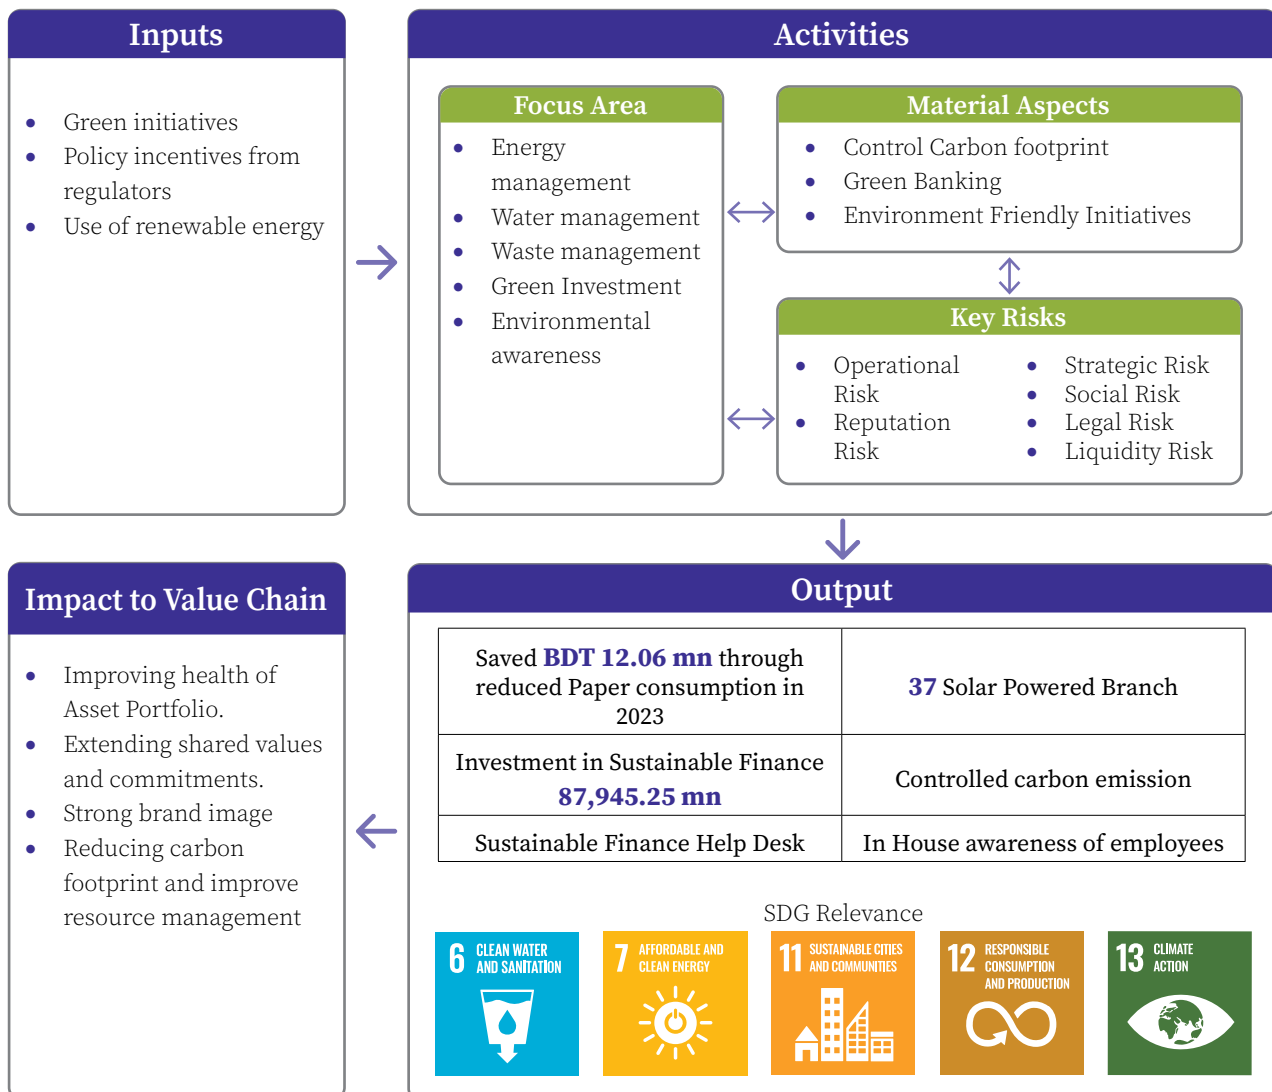 Inputs
• Green initiatives
• Policy incentives from
regulators
• Use of renewable energy
Activities
Focus Area
• Energy
management
• Water management
• Waste management
• Green Investment
• Environmental
awareness
Material Aspects
• Control Carbon footprint
• Green Banking
• Environment Friendly Initiatives
Key Risks
• Operational
Risk
• Reputation
Risk
• Strategic Risk
• Social Risk
• Legal Risk
• Liquidity Risk
Output
Saved BDT 12.06 mn through
reduced Paper consumption in
2023
37 Solar Powered Branch
Investment in Sustainable Finance
87,945.25 mn
Controlled carbon emission
Sustainable Finance Help Desk
In House awareness of employees
SDG Relevance
6 CLEAN WATER
AND SANITATION
7 AFFORDABLE AND
CLEAN ENERGY
11 SUSTAINABLE CITIES
AND COMMUNITIES
12 RESPONSIBLE
CONSUMPTION
AND PRODUCTION
13 CLIMATE
ACTION
Impact to Value Chain
• Improving health of
Asset Portfolio.
• Extending shared values
and commitments.
• Strong brand image
• Reducing carbon
footprint and improve
resource management